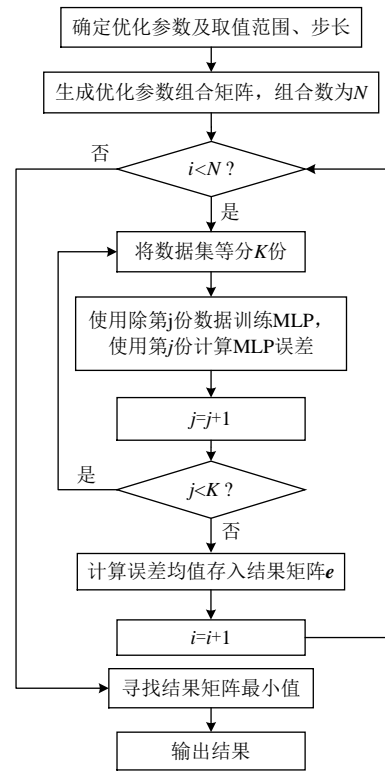 确定优化参数及取值范围、步长
生成优化参数组合矩阵，组合数为N
否
i<N？
是
将数据集等分K份
使用除第j份数据训练MLP，
使用第j份计算MLP误差
j=j+1
是
j<K？
否
计算误差均值存入结果矩阵e
i=i+1
寻找结果矩阵最小值
输出结果